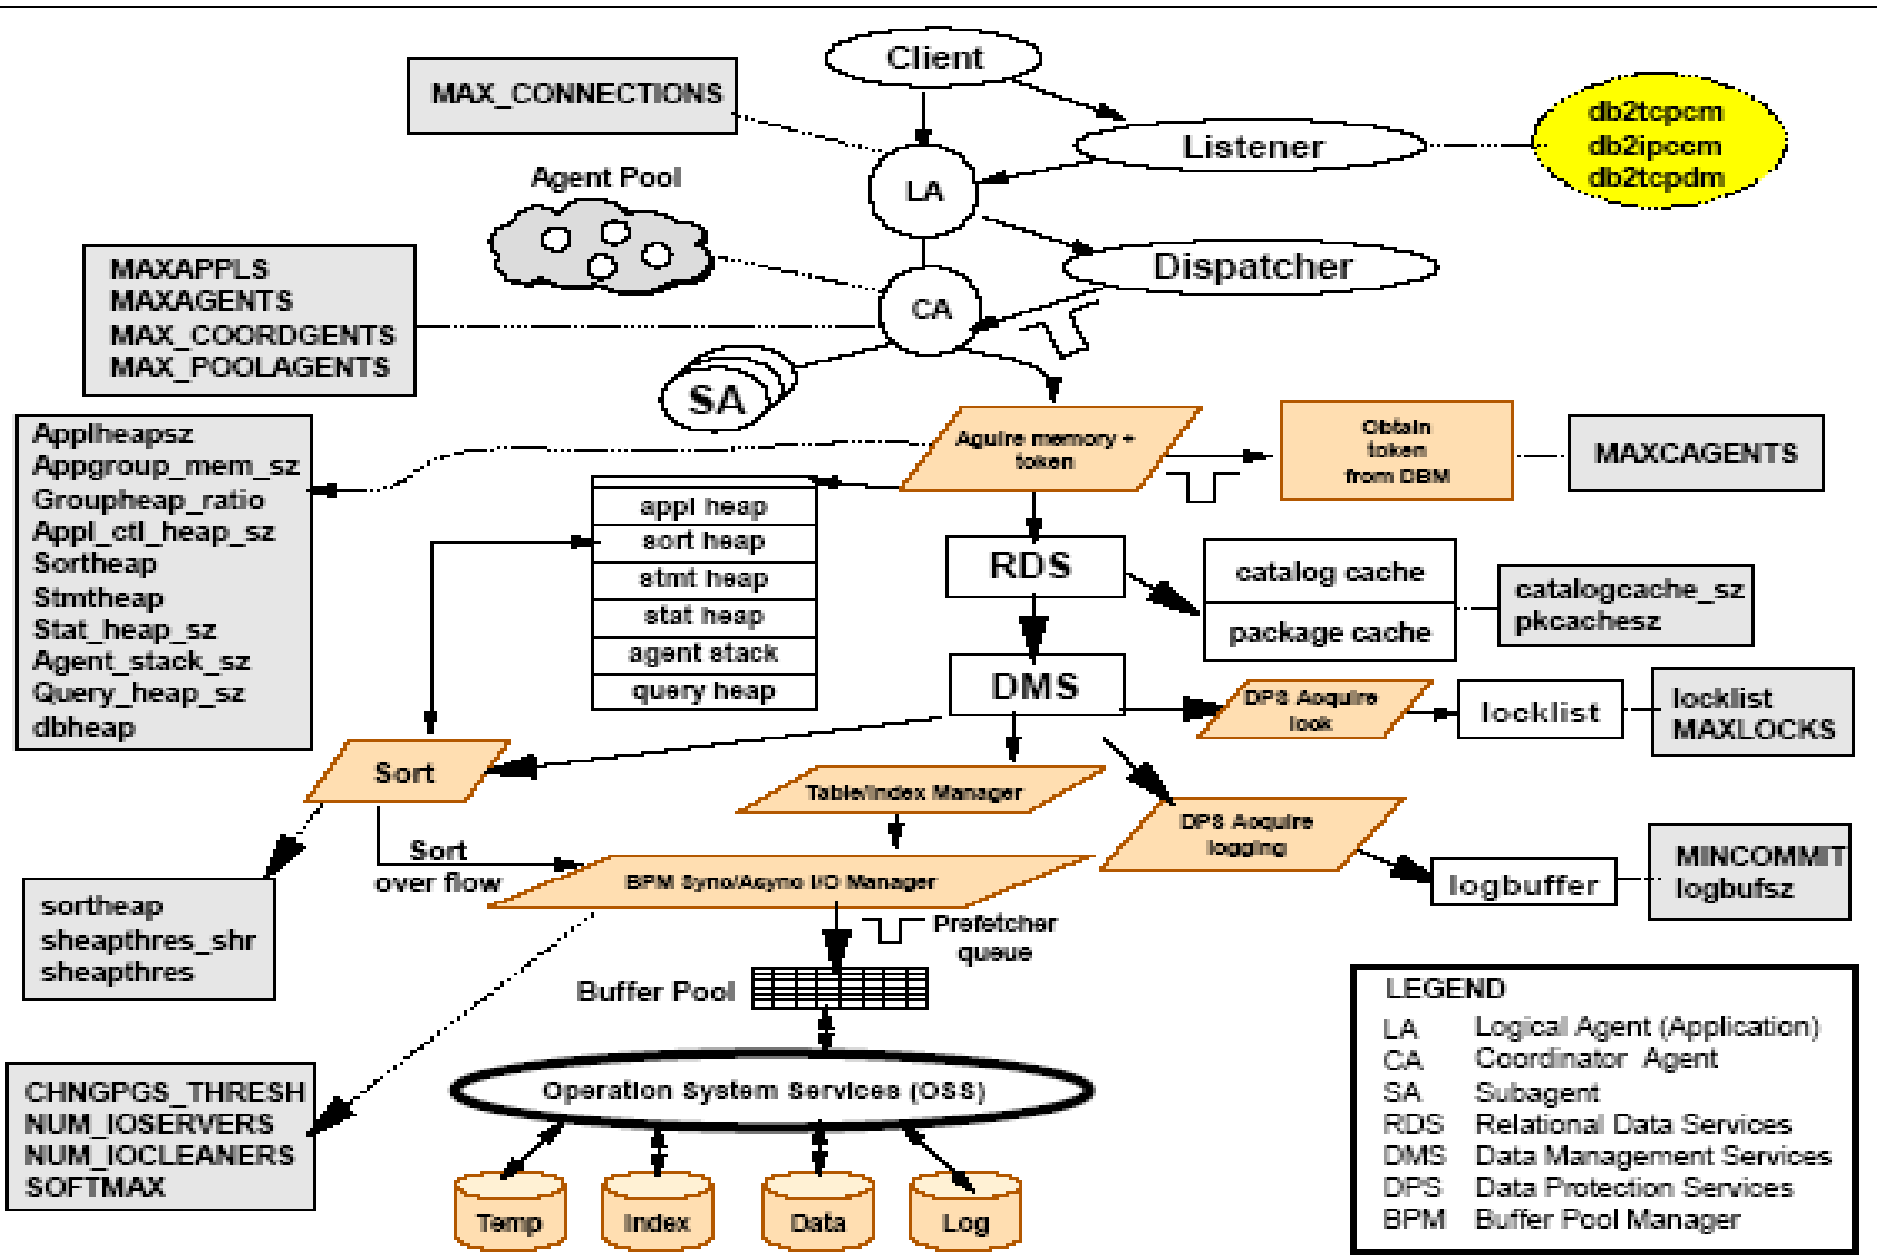 Client
MAX_CONNECTIONS
Listener
db2tcpcm
db2ipccm
db2tcpdm
LA
Agent Pool
Dispatcher
CA
MAXAPPLS
MAXAGENTS
MAX_COORDGENTS
MAX_POOLAGENTS
SA
Aquire memory +
token
Obtain
token
from DBM
MAXCAGENTS
Applheapsz
Appgroup_mem_sz
Groupheap_ratio
Appl_ctl_heap_sz
Sortheap
Stmtheap
Stat_heap_sz
Agent_stack_sz
Query_heap_sz
dbheap
appl heap
sort heap
stmt heap
stat heap
agent stack
query heap
RDS
catalog cache
package cache
catalogcache_sz
pkcachesz
DMS
DPS Acquire
lock
locklist
locklist
MAXLOCKS
Sort
Table/Index Manager
DPS Acquire
logging
logbuffer
MINCOMMIT
logbufsz
Sort
over flow
BPM Sync/Async I/O Manager
sortheap
sheapthres_shr
sheapthres
Prefetcher
queue
Buffer Pool
Operation System Services (OSS)
CHNGPGS_THRESH
NUM_IOSERVERS
NUM_IOCLEANERS
SOFTMAX
Temp
Index
Data
Log
LEGEND
LA Logical Agent (Application)
CA Coordinator Agent
SA Subagent
RDS Relational Data Services
DMS Data Management Services
DPS Data Protection Services
BPM Buffer Pool Manager